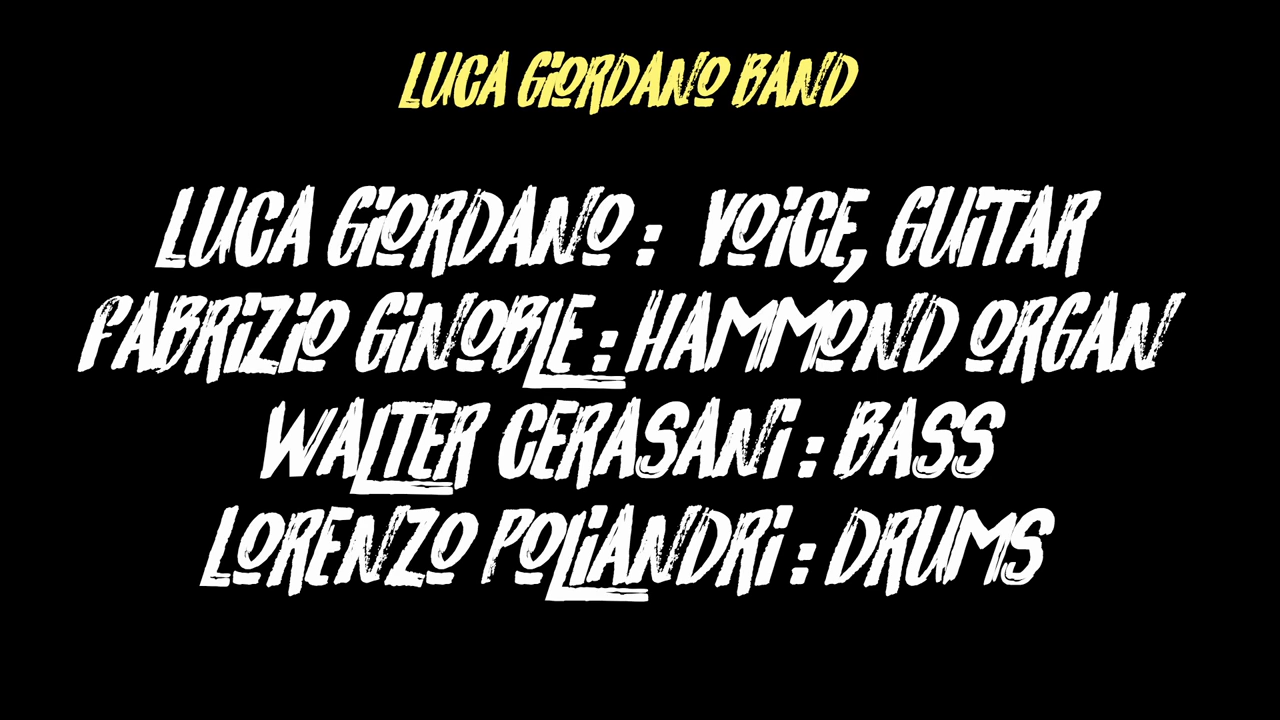 LUCA GIORDANO BAND
LUCA GIORDANO : VOICE, GUITAR
FABRIZIO GINOBLE : HAMMOND ORGAN
WALTER CERASANI : BASS
LORENZO POLIANDRI : DRUMS